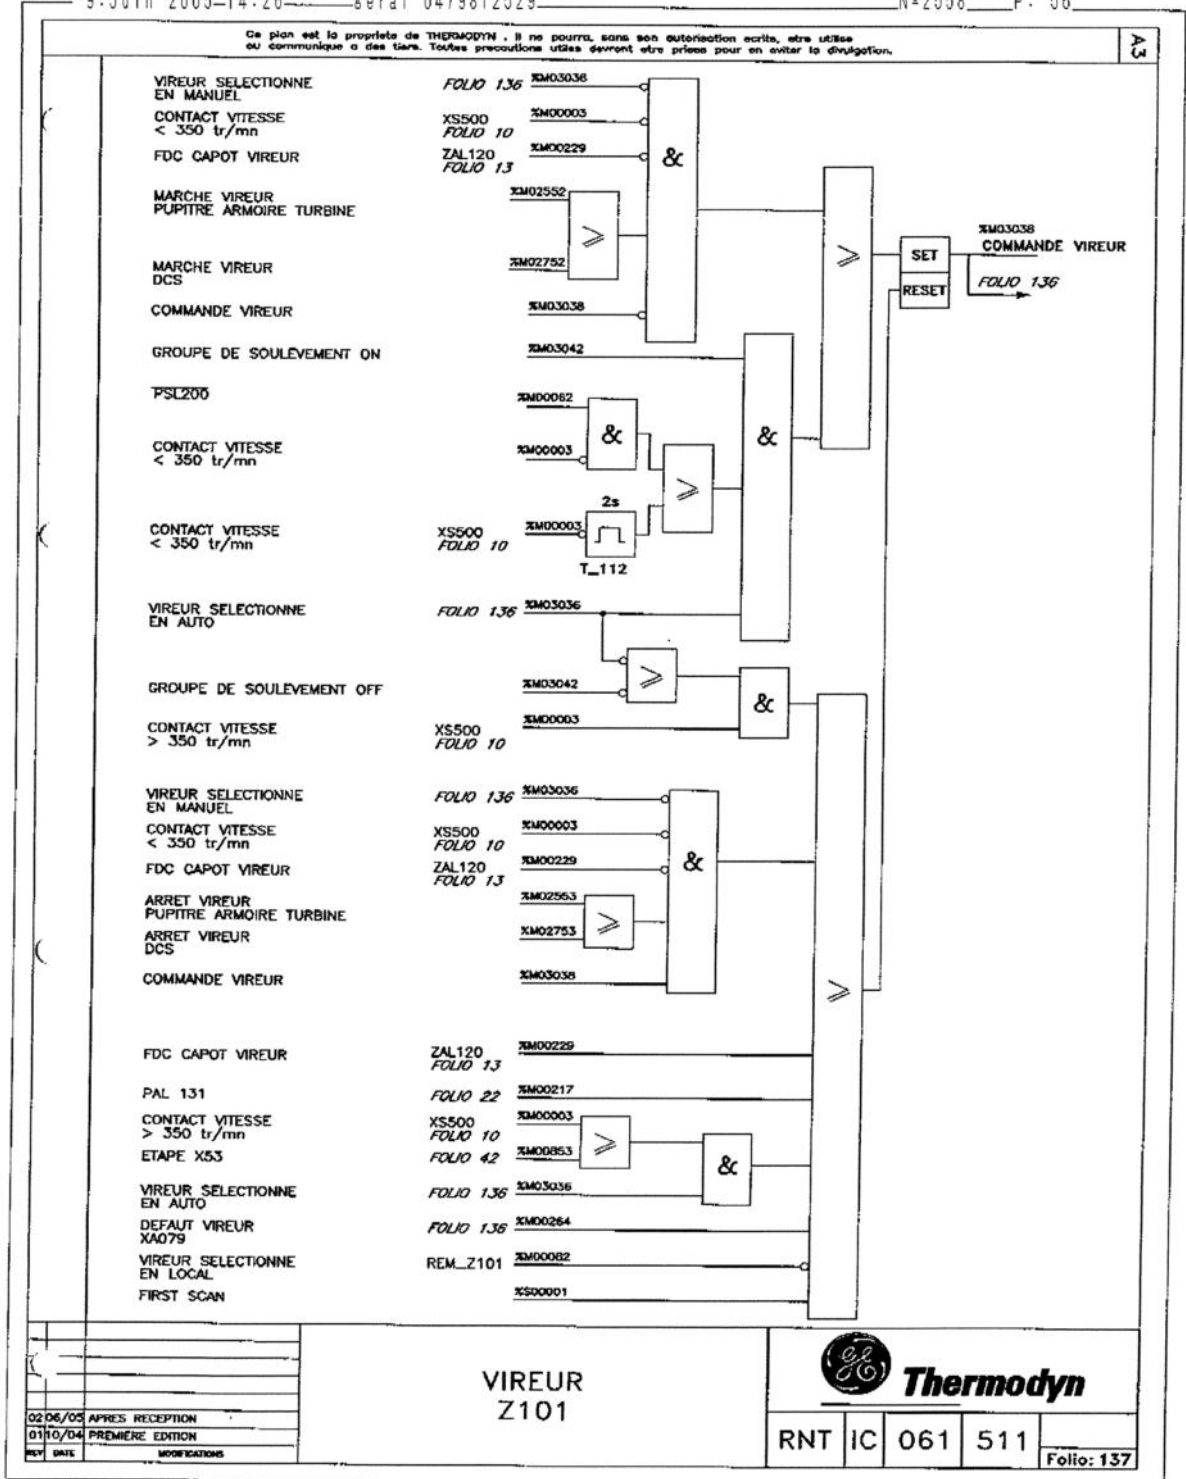 9.Juin 2005-14:20 serat 0479812529 N°2558 P. 56
Ce plan est la propriete de THERMODYN . Il ne pourra, sans son autorisation ecrite, etre utilise
ou communique a des tiers. Toutes precautions utiles devront etre prises pour en eviter la divulgation.
A3
VIREUR SELECTIONNE
EN MANUEL
FOLIO 136 %M03036
CONTACT VITESSE
< 350 tr/mn
XS500 %M00003
FOLIO 10
FDC CAPOT VIREUR
ZAL120 %M00229
FOLIO 13
&
MARCHE VIREUR
PUPITRE ARMOIRE TURBINE
%M02552
≥
MARCHE VIREUR
DCS
%M02752
COMMANDE VIREUR
%M03038
≥
SET
RESET
%M03038
COMMANDE VIREUR
FOLIO 136
GROUPE DE SOULEVEMENT ON
%M03042
PSL200
%M00062
&
CONTACT VITESSE
< 350 tr/mn
%M00003
≥
&
2s
CONTACT VITESSE
< 350 tr/mn
XS500 %M00003
FOLIO 10
T_112
VIREUR SELECTIONNE
EN AUTO
FOLIO 136 %M03036
≥
GROUPE DE SOULEVEMENT OFF
%M03042
&
CONTACT VITESSE
> 350 tr/mn
XS500 %M00003
FOLIO 10
VIREUR SELECTIONNE
EN MANUEL
FOLIO 136 %M03036
CONTACT VITESSE
< 350 tr/mn
XS500 %M00003
FOLIO 10
FDC CAPOT VIREUR
ZAL120 %M00229
FOLIO 13
&
ARRET VIREUR
PUPITRE ARMOIRE TURBINE
%M02553
≥
ARRET VIREUR
DCS
%M02753
COMMANDE VIREUR
%M03038
≥
FDC CAPOT VIREUR
ZAL120 %M00229
FOLIO 13
PAL 131
FOLIO 22 %M00217
CONTACT VITESSE
> 350 tr/mn
XS500 %M00003
FOLIO 10
≥
ETAPE X53
FOLIO 42 %M00853
&
VIREUR SELECTIONNE
EN AUTO
FOLIO 136 %M03036
DEFAUT VIREUR
XA079
FOLIO 136 %M00264
VIREUR SELECTIONNE
EN LOCAL
REM_Z101 %M00082
FIRST SCAN
%S00001
02 06/05 APRES RECEPTION
01 10/04 PREMIERE EDITION
REV DATE MODIFICATIONS
VIREUR
Z101
GE Thermodyn
RNT IC 061 511
Folio: 137